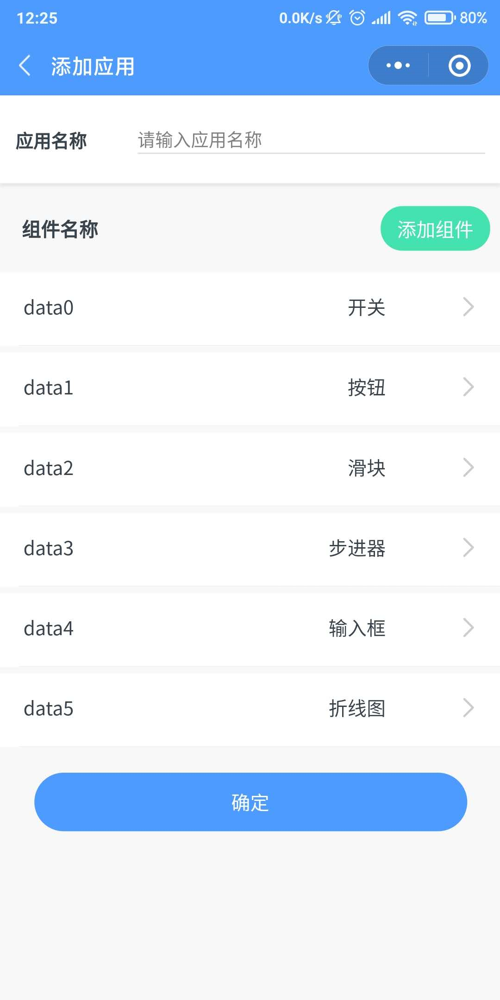 12:25 0.0K/s 80%
添加应用
应用名称 请输入应用名称
组件名称 添加组件
data0 开关
data1 按钮
data2 滑块
data3 步进器
data4 输入框
data5 折线图
确定